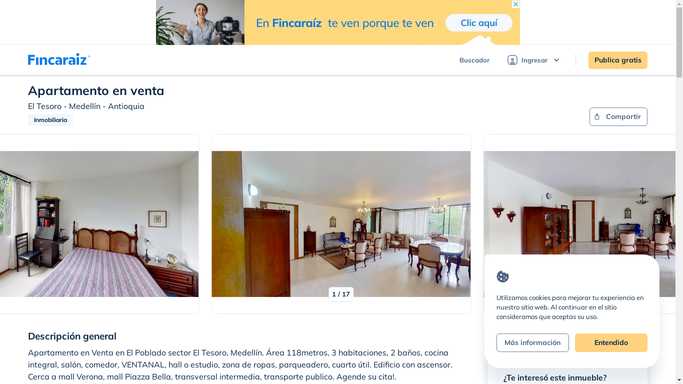 En Fincaraíz te ven porque te ven
Clic aquí
Fincaraiz
Buscador
Ingresar
Publica gratis
Apartamento en venta
El Tesoro - Medellín - Antioquia
Inmobiliaria
Compartir
1 / 17
Utilizamos cookies para mejorar tu experiencia en
nuestro sitio web. Al continuar en el sitio
consideramos que aceptas su uso.
Más información
Entendido
Descripción general
Apartamento en Venta en El Poblado sector El Tesoro, Medellín. Área 118metros, 3 habitaciones, 2 baños, cocina
integral, salón, comedor, VENTANAL, hall o estudio, zona de ropas, parqueadero, cuarto útil. Edificio con ascensor.
Cerca a mall Verona, mall Piazza Bella, transversal intermedia, transporte publico. Agende su cita!.
¿Te interesó este inmueble?